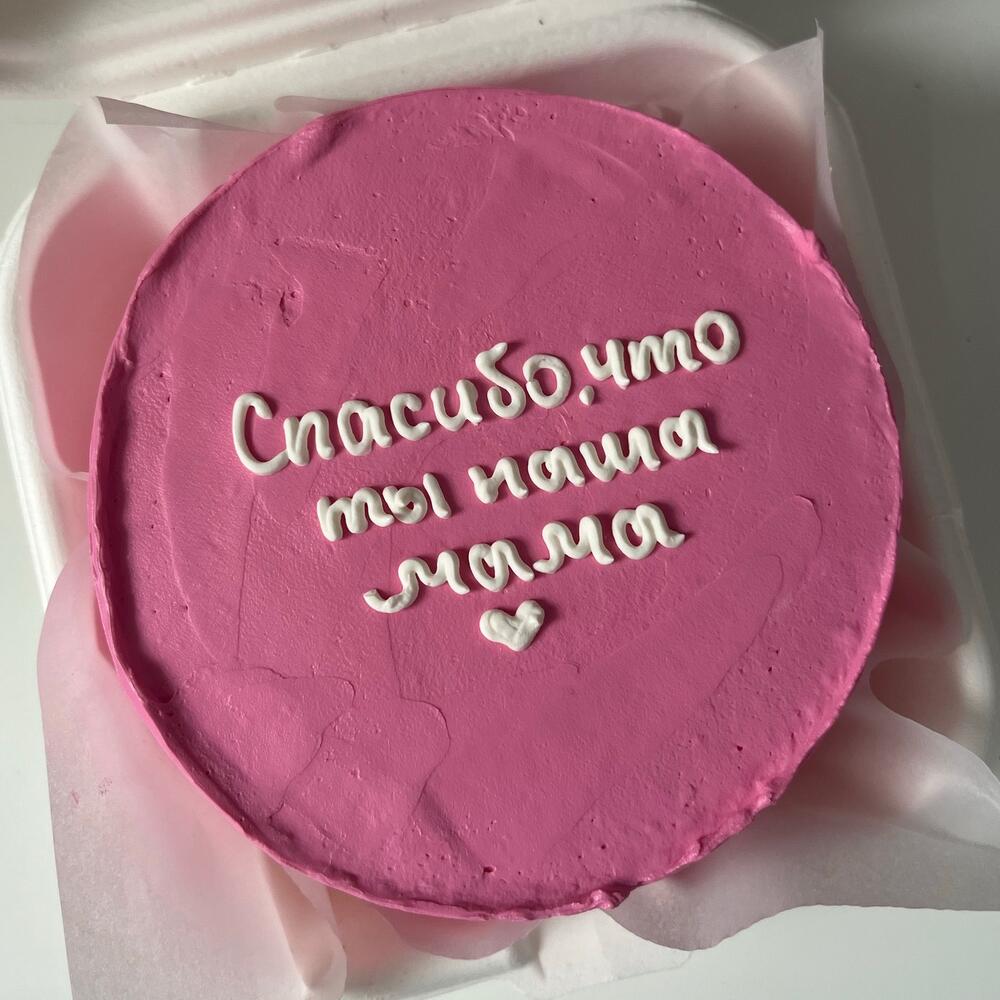 Спасибо, что
ты наша
мама